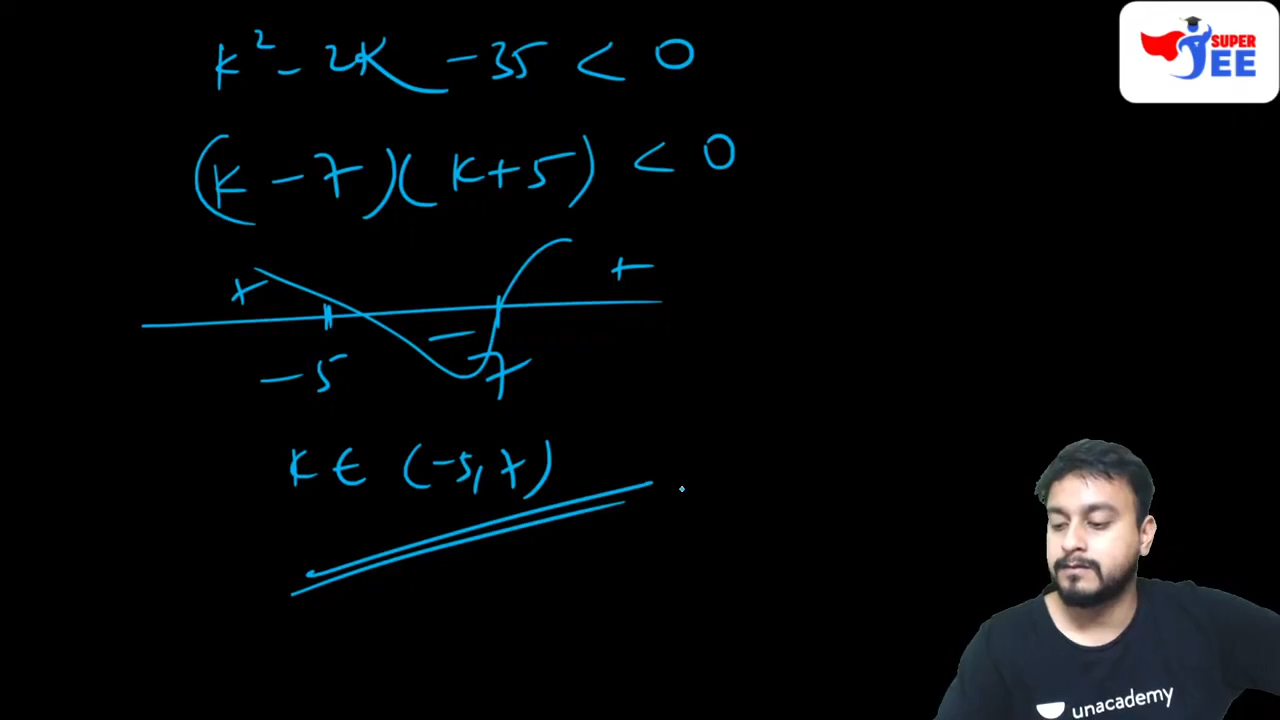 k² - 2k - 35 < 0
(k - 7)(k + 5) < 0
+ - +
-5 7
k ∈ (-5, 7)
SUPER
JEE
unacademy